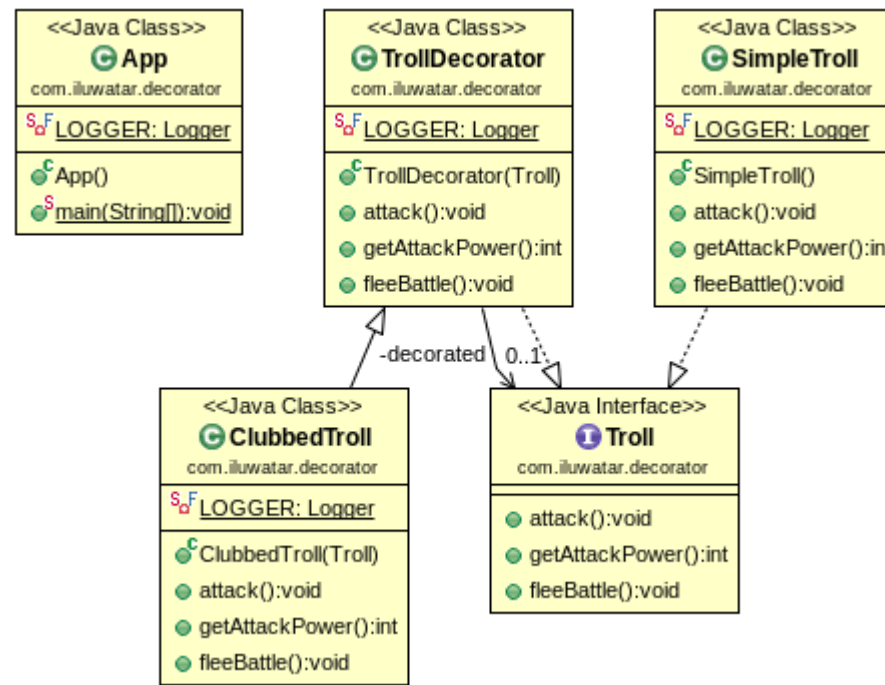 <<Java Class>>
App
com.iluwatar.decorator
LOGGER: Logger
App()
main(String[]):void
<<Java Class>>
TrollDecorator
com.iluwatar.decorator
LOGGER: Logger
TrollDecorator(Troll)
attack():void
getAttackPower():int
fleeBattle():void
<<Java Class>>
SimpleTroll
com.iluwatar.decorator
LOGGER: Logger
SimpleTroll()
attack():void
getAttackPower():in
fleeBattle():void
-decorated 0..1
<<Java Class>>
ClubbedTroll
com.iluwatar.decorator
LOGGER: Logger
ClubbedTroll(Troll)
attack():void
getAttackPower():int
fleeBattle():void
<<Java Interface>>
Troll
com.iluwatar.decorator
attack():void
getAttackPower():int
fleeBattle():void